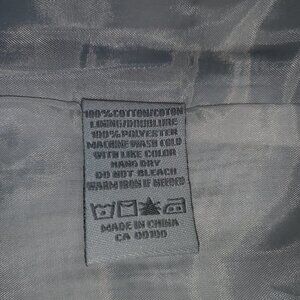 100%COTTON/COTON
LINING/DOUBLURE
100%POLYESTER
MACHINE WASH COLD
WITH LIKE COLOR
HANG DRY
DO NOT BLEACH
WARM IRON IF NEEDED
MADE IN CHINA
CA 00100